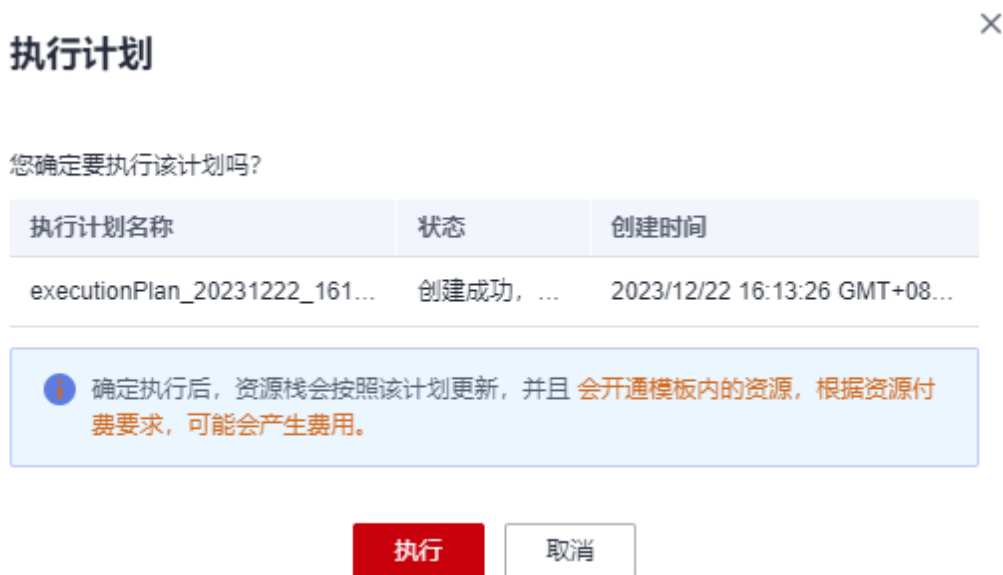 执行计划
您确定要执行该计划吗?
执行计划名称 状态 创建时间
executionPlan_20231222_161... 创建成功，... 2023/12/22 16:13:26 GMT+08...
确定执行后，资源栈会按照该计划更新，并且 会开通模板内的资源，根据资源付
费要求，可能会产生费用。
执行 取消